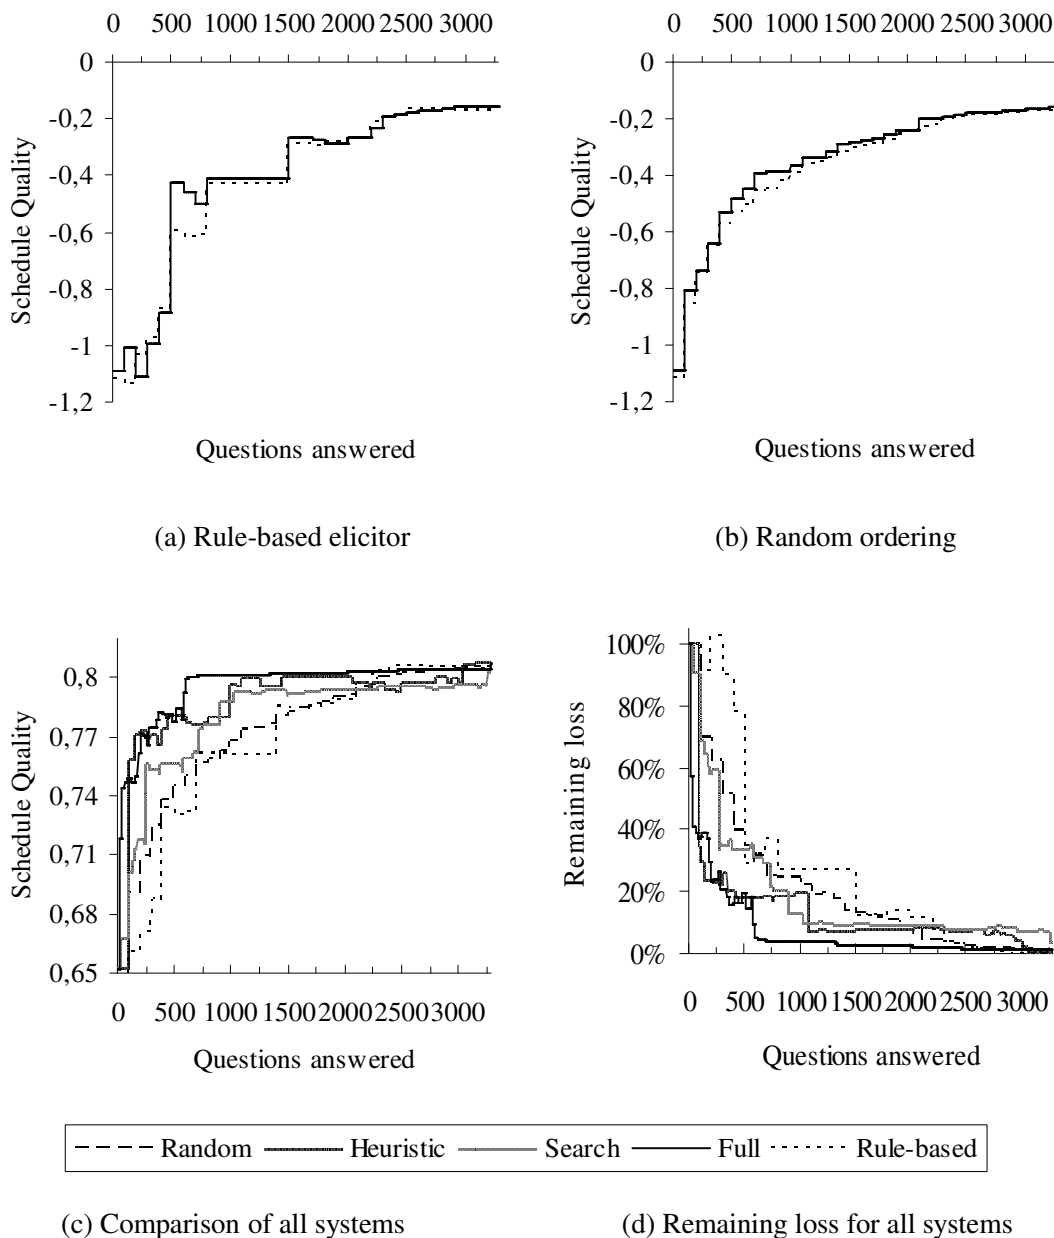 0 500 1000 1500 2000 2500 3000
0
-0,2
-0,4
-0,6
-0,8
-1
-1,2
Schedule Quality
Questions answered
(a) Rule-based elicitor
0 500 1000 1500 2000 2500 3000
0
-0,2
-0,4
-0,6
-0,8
-1
-1,2
Schedule Quality
Questions answered
(b) Random ordering
0,8
0,77
0,74
0,71
0,68
0,65
Schedule Quality
0 500 1000 1500 2000 2500 3000
Questions answered
100%
80%
60%
40%
20%
0%
Remaining loss
0 500 1000 1500 2000 2500 3000
Questions answered
Random Heuristic Search Full Rule-based
(c) Comparison of all systems
(d) Remaining loss for all systems